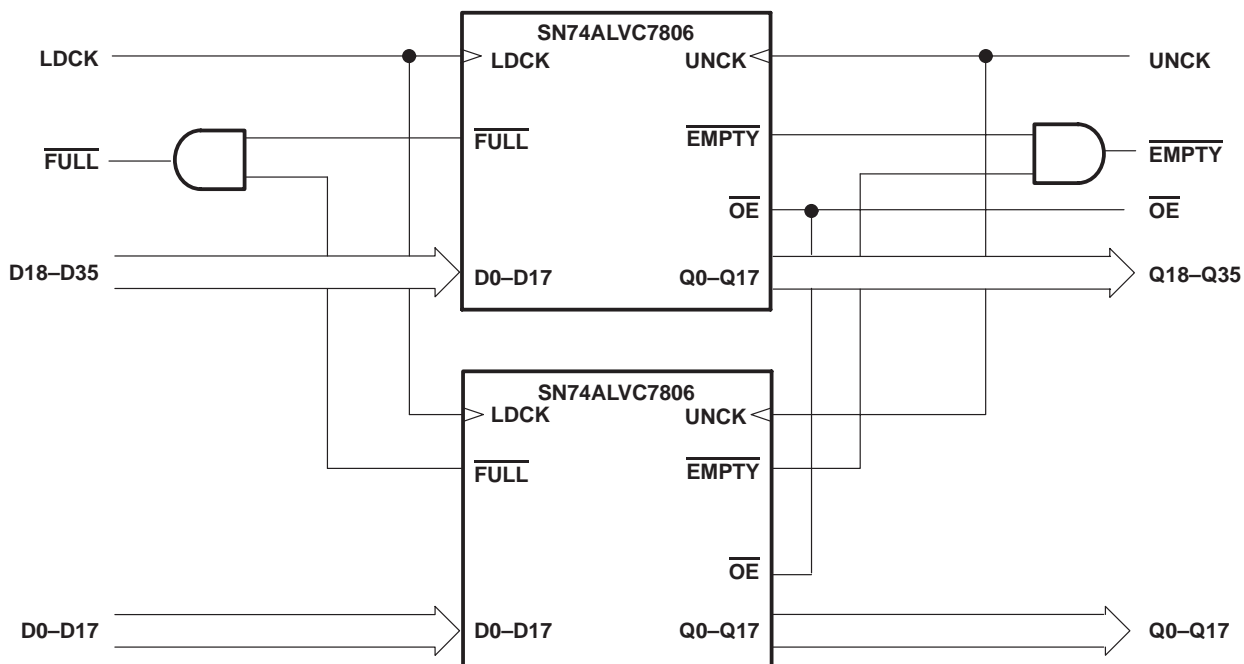 SN74ALVC7806
LDCK
LDCK
UNCK
UNCK
FULL
FULL
EMPTY
EMPTY
OE
OE
D18–D35
D0–D17
Q0–Q17
Q18–Q35
SN74ALVC7806
LDCK
UNCK
FULL
EMPTY
OE
D0–D17
D0–D17
Q0–Q17
Q0–Q17